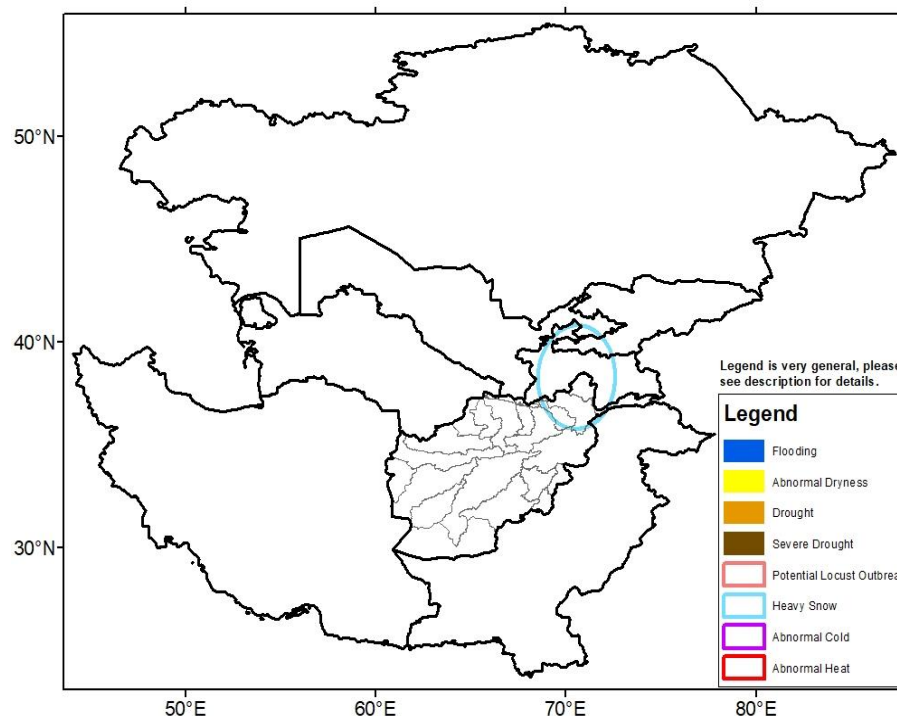 50°N
40°N
30°N
Legend is very general, please
see description for details.
Legend
Flooding
Abnormal Dryness
Drought
Severe Drought
Potential Locust Outbrea
Heavy Snow
Abnormal Cold
Abnormal Heat
50°E
60°E
70°E
80°E